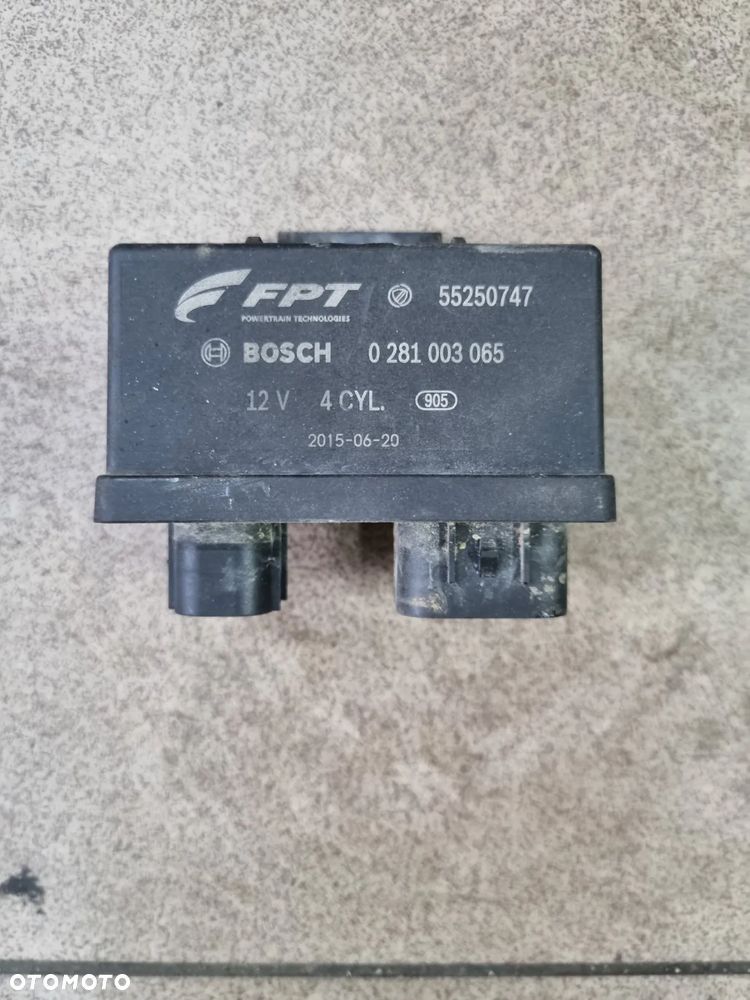 FPT 55250747
POWERTRAIN TECHNOLOGIES
BOSCH 0 281 003 065
12 V 4 CYL. 905
2015-06-20
OTOMOTO